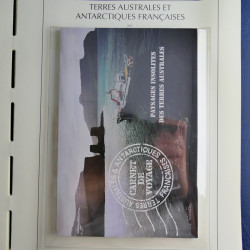 TERRES AUSTRALES ET
ANTARCTIQUES FRANÇAISES
PAYSAGES INSOLITES
DES TERRES AUSTRALES
CARNET
DE
VOYAGE
TERRES AUSTRALES & ANTARCTIQUES FRANÇAISES